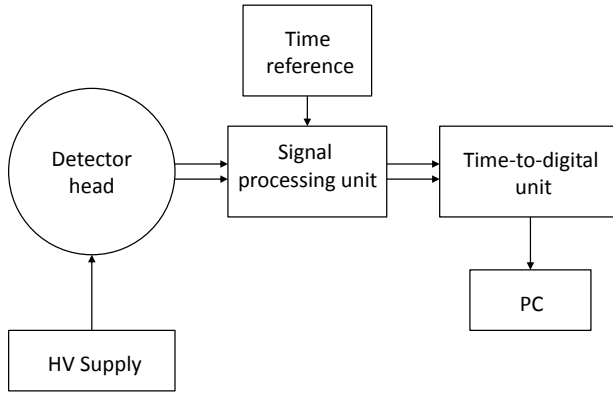 Time
reference
Detector
head
Signal
processing unit
Time-to-digital
unit
PC
HV Supply